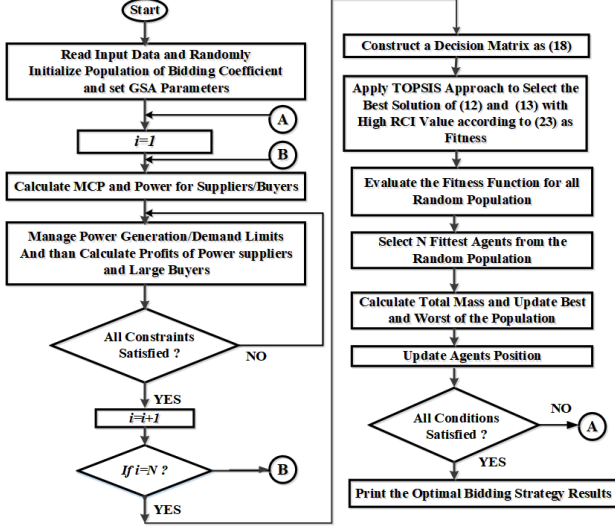 Start
Read Input Data and Randomly
Initialize Population of Bidding Coefficient
and set GSA Parameters
A
i=1
B
Calculate MCP and Power for Suppliers/Buyers
Manage Power Generation/Demand Limits
And than Calculate Profits of Power suppliers
and Large Buyers
All Constraints
Satisfied ?
NO
YES
i=i+1
If i=N ?
B
YES
Construct a Decision Matrix as (18)
Apply TOPSIS Approach to Select the
Best Solution of (12) and (13) with
High RCI Value according to (23) as
Fitness
Evaluate the Fitness Function for all
Random Population
Select N Fittest Agents from the
Random Population
Calculate Total Mass and Update Best
and Worst of the Population
Update Agents Position
All Conditions
Satisfied ?
NO
A
YES
Print the Optimal Bidding Strategy Results